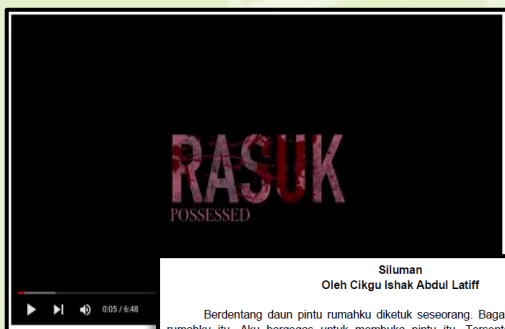 RASUK
POSSESSED
0:05 / 6:48
Siluman
Oleh Cikgu Ishak Abdul Latiff
Berdentang daun pintu rumahku diketuk seseorang. Baga
rumahku itu. Aku bergegas untuk membuka pintu itu.